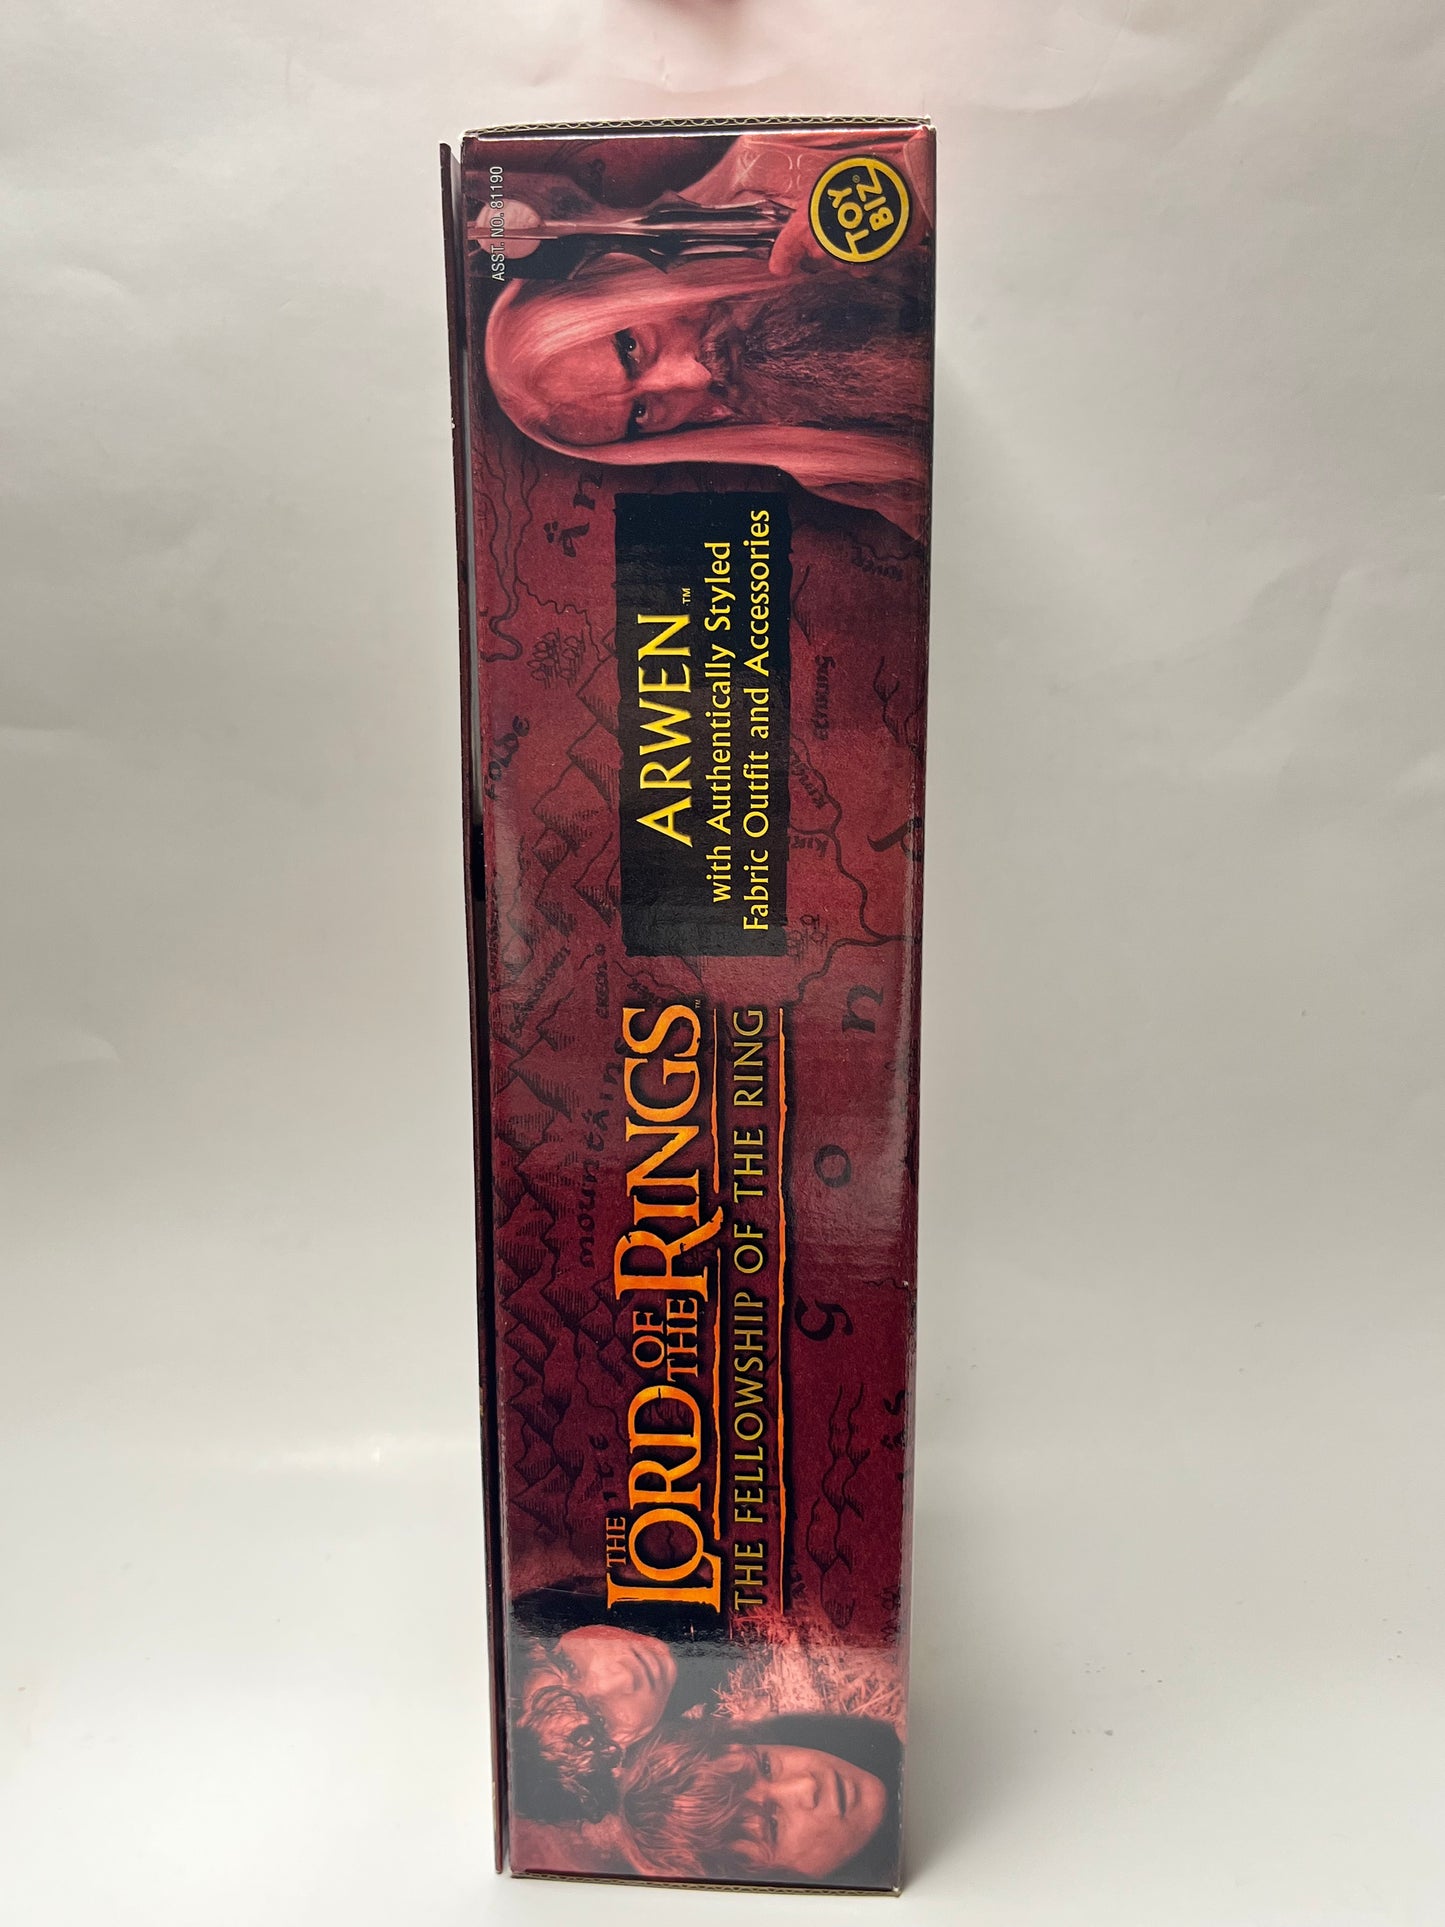 THE
LORD OF
THE RINGS™
THE FELLOWSHIP OF THE RING
ARWEN™
with Authentically Styled
Fabric Outfit and Accessories
ASST. NO. 81190
TOY
BIZ®
FOLDE
g o n